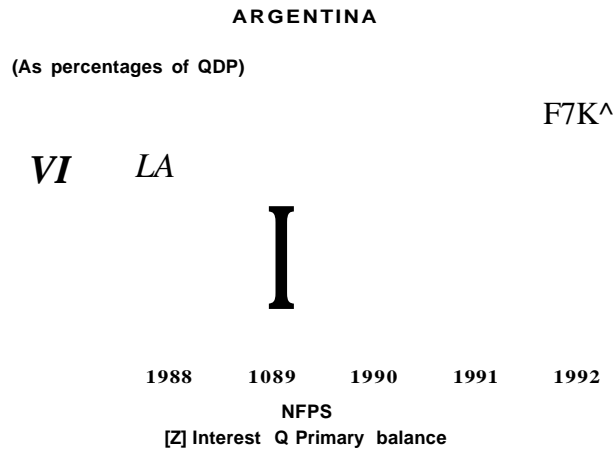 ARGENTINA
(As percentages of QDP)
F7K^
VI LA
I
1988 1089 1990 1991 1992
NFPS
[Z] Interest Q Primary balance